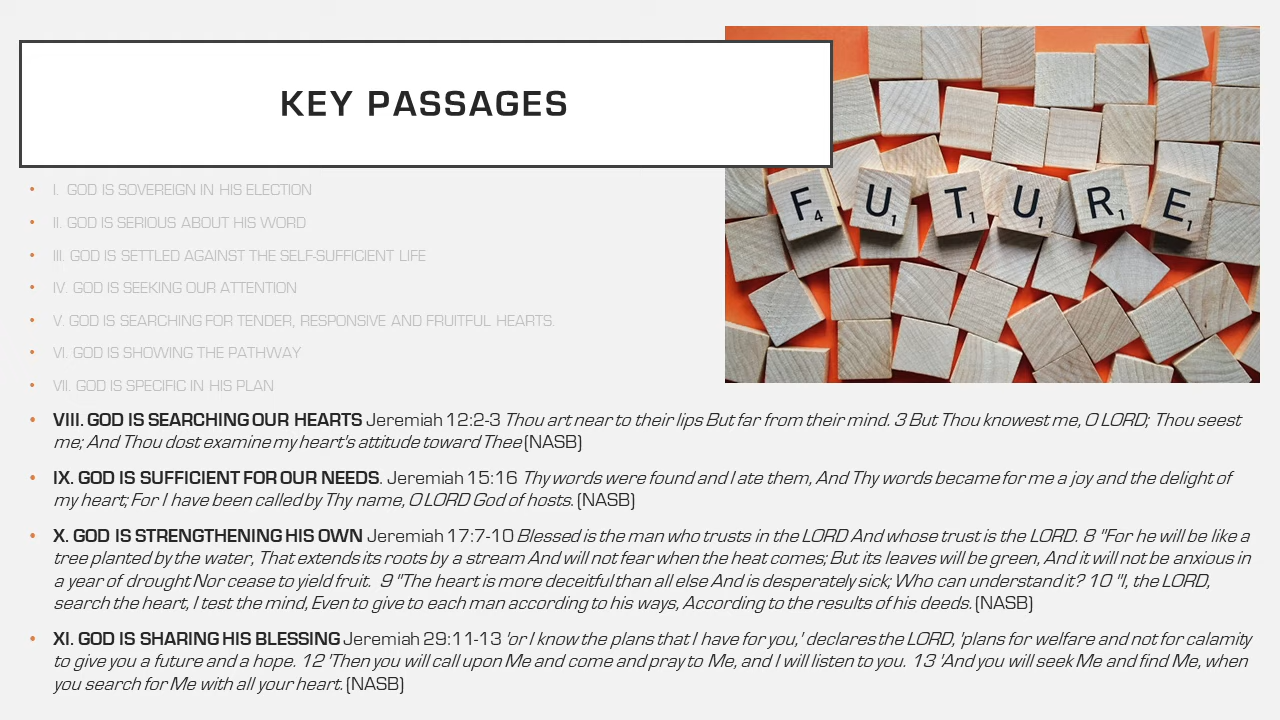 KEY PASSAGES
F4 U1 T1 U1 R1 E1
• I. GOD IS SOVEREIGN IN HIS ELECTION
• II. GOD IS SERIOUS ABOUT HIS WORD
• III. GOD IS SETTLED AGAINST THE SELF-SUFFICIENT LIFE
• IV. GOD IS SEEKING OUR ATTENTION
• V. GOD IS SEARCHING FOR TENDER, RESPONSIVE AND FRUITFUL HEARTS.
• VI. GOD IS SHOWING THE PATHWAY
• VII. GOD IS SPECIFIC IN HIS PLAN
• VIII. GOD IS SEARCHING OUR HEARTS Jeremiah 12:2-3 Thou art near to their lips But far from their mind. 3 But Thou knowest me, O LORD; Thou seest
me; And Thou dost examine my heart's attitude toward Thee (NASB)
• IX. GOD IS SUFFICIENT FOR OUR NEEDS. Jeremiah 15:16 Thy words were found and I ate them, And Thy words became for me a joy and the delight of
my heart; For I have been called by Thy name, O LORD God of hosts. (NASB)
• X. GOD IS STRENGTHENING HIS OWN Jeremiah 17:7-10 Blessed is the man who trusts in the LORD And whose trust is the LORD. 8 "For he will be like a
tree planted by the water, That extends its roots by a stream And will not fear when the heat comes; But its leaves will be green, And it will not be anxious in
a year of drought Nor cease to yield fruit. 9 "The heart is more deceitful than all else And is desperately sick; Who can understand it? 10 "I, the LORD,
search the heart, I test the mind, Even to give to each man according to his ways, According to the results of his deeds. (NASB)
• XI. GOD IS SHARING HIS BLESSING Jeremiah 29:11-13 'or I know the plans that I have for you,' declares the LORD, 'plans for welfare and not for calamity
to give you a future and a hope. 12 'Then you will call upon Me and come and pray to Me, and I will listen to you. 13 'And you will seek Me and find Me, when
you search for Me with all your heart. (NASB)